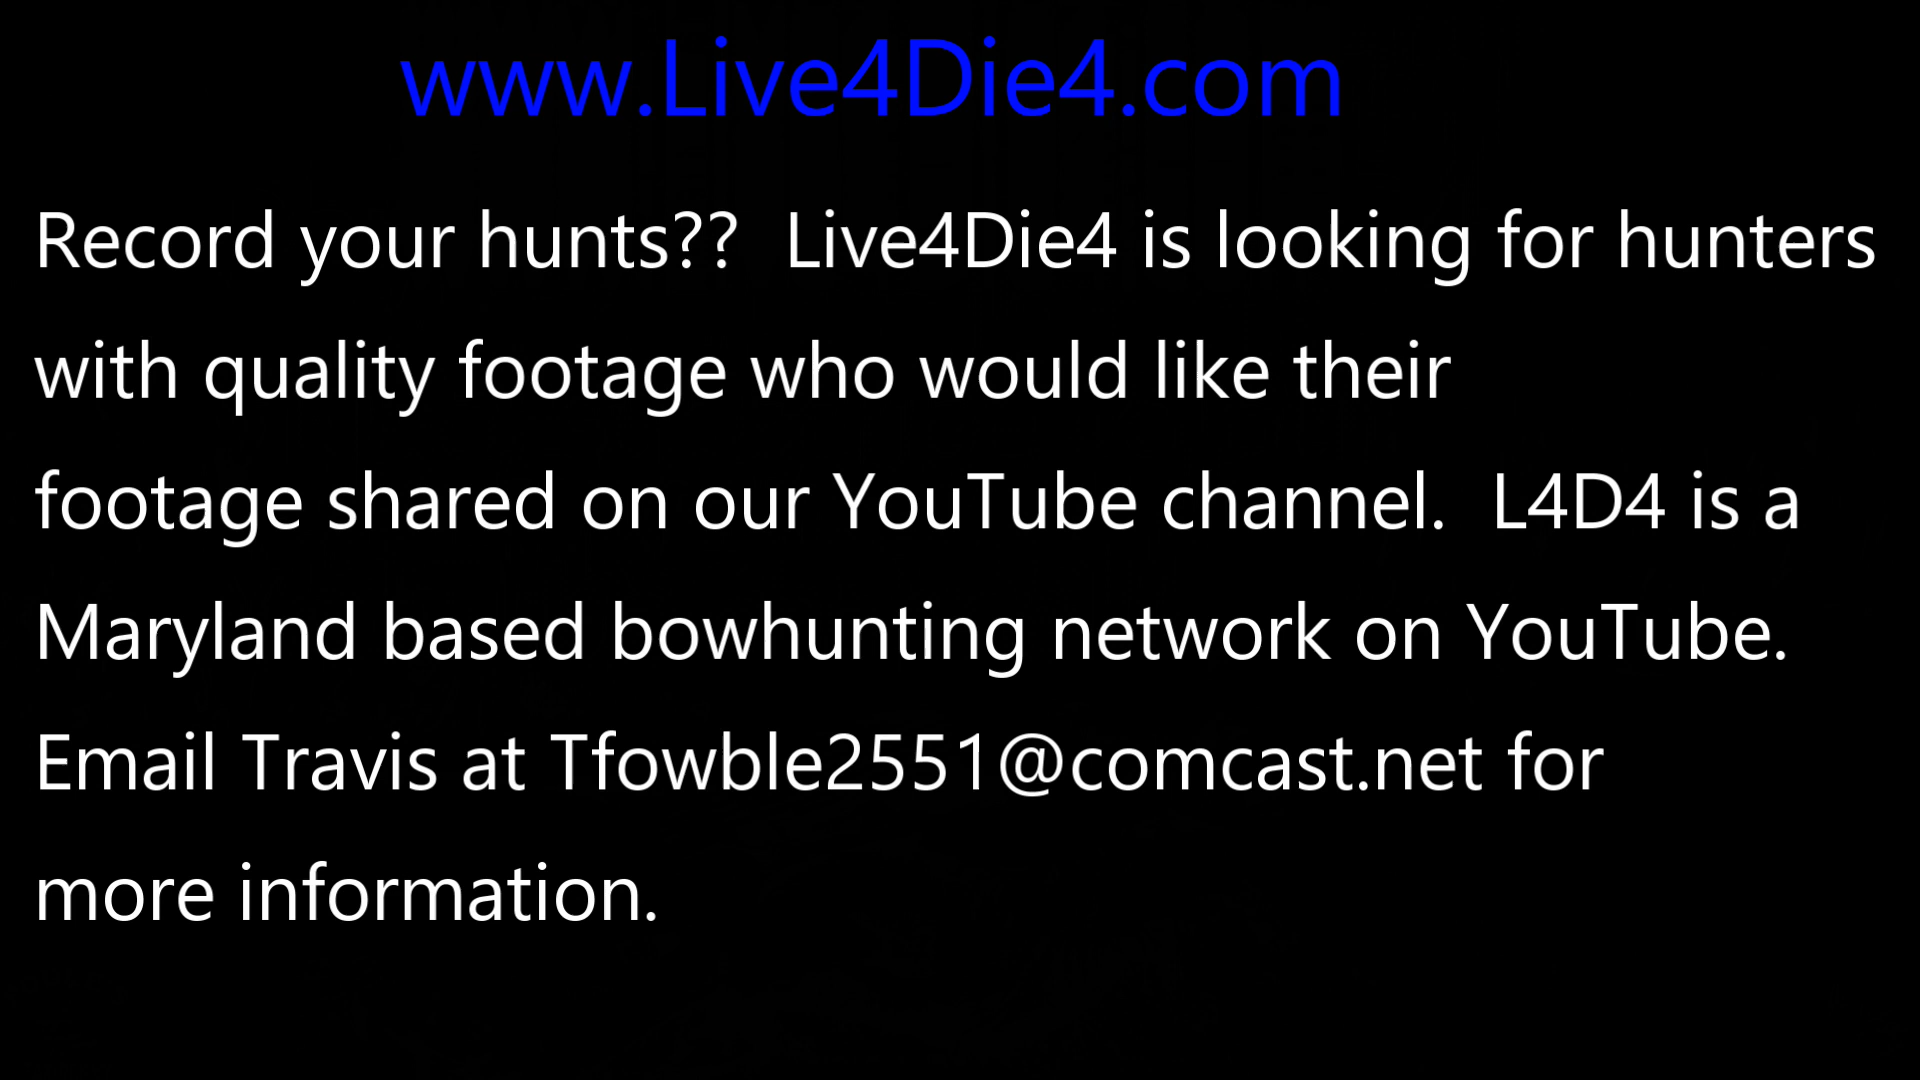 www.Live4Die4.com
Record your hunts??  Live4Die4 is looking for hunters
with quality footage who would like their
footage shared on our YouTube channel.  L4D4 is a
Maryland based bowhunting network on YouTube.
Email Travis at Tfowble2551@comcast.net for
more information.